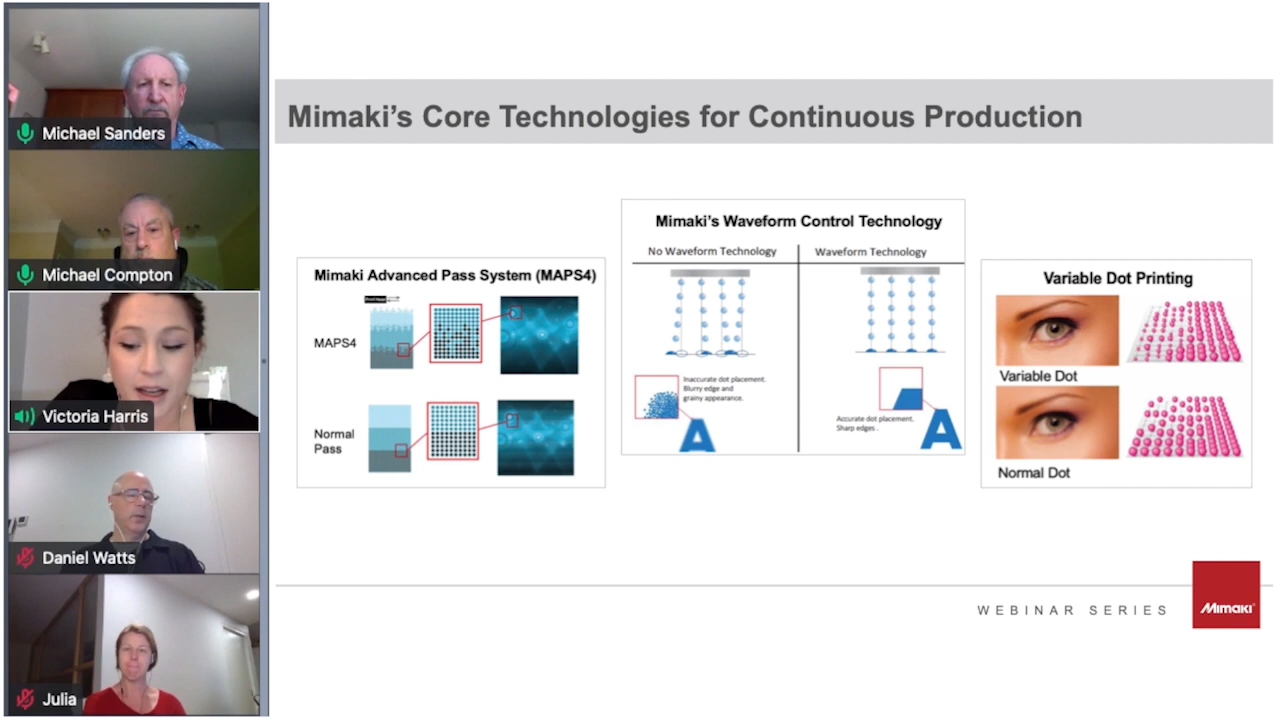 Michael Sanders
Michael Compton
Victoria Harris
Daniel Watts
Julia
Mimaki's Core Technologies for Continuous Production
Mimaki Advanced Pass System (MAPS4)
MAPS4
Normal
Pass
Mimaki's Waveform Control Technology
No Waveform Technology
Waveform Technology
Inaccurate dot placement.
Blurry edge and
grainy appearance.
A
Accurate dot placement.
Sharp edges .
A
Variable Dot Printing
Variable Dot
Normal Dot
WEBINAR SERIES
Mimaki